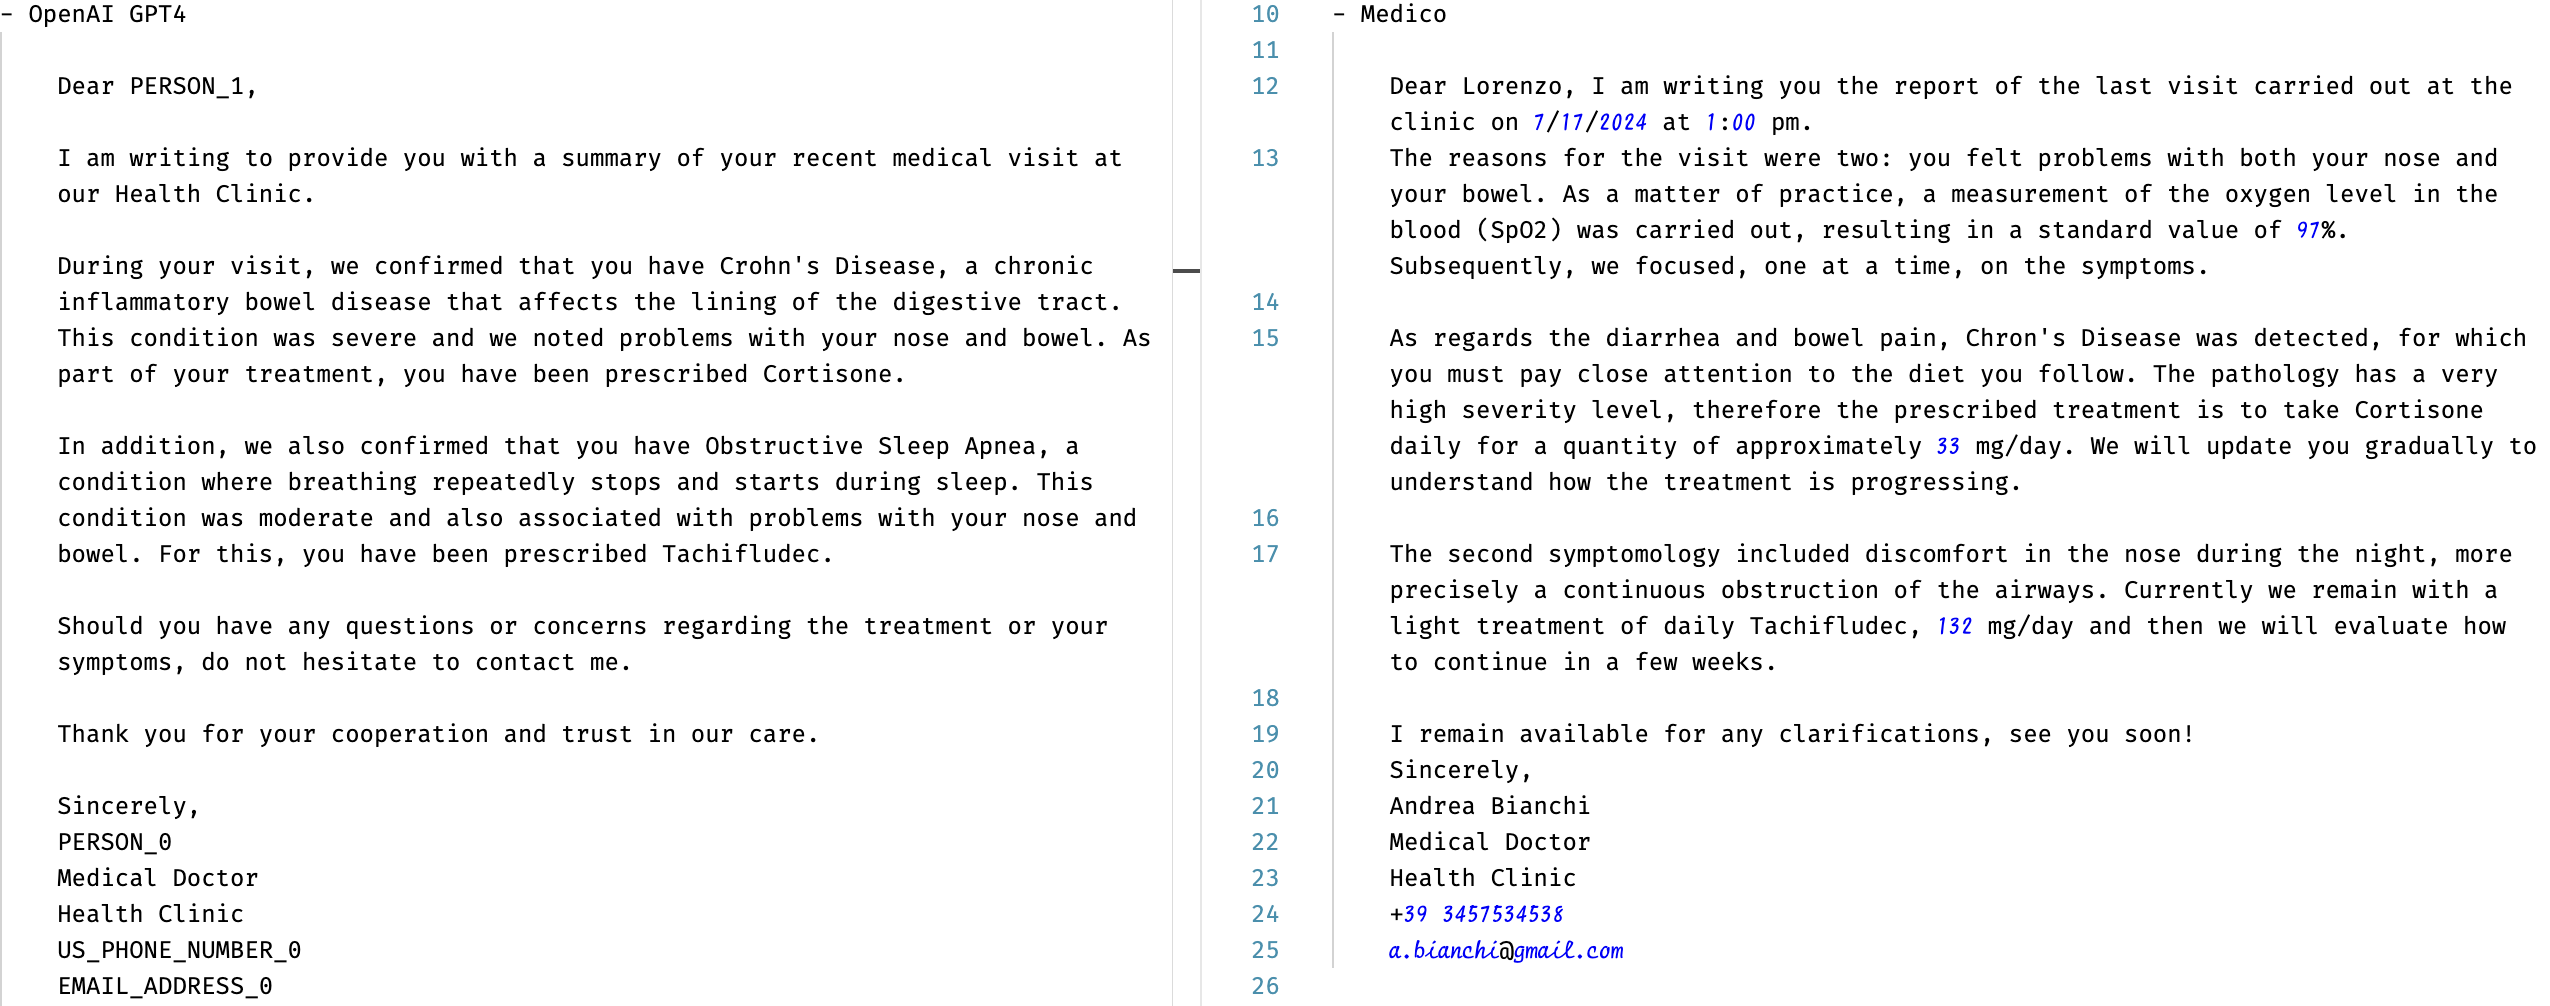 - OpenAI GPT4
Dear PERSON_1,
I am writing to provide you with a summary of your recent medical visit at
our Health Clinic.
During your visit, we confirmed that you have Crohn's Disease, a chronic
inflammatory bowel disease that affects the lining of the digestive tract.
This condition was severe and we noted problems with your nose and bowel. As
part of your treatment, you have been prescribed Cortisone.
In addition, we also confirmed that you have Obstructive Sleep Apnea, a
condition where breathing repeatedly stops and starts during sleep. This
condition was moderate and also associated with problems with your nose and
bowel. For this, you have been prescribed Tachifludec.
Should you have any questions or concerns regarding the treatment or your
symptoms, do not hesitate to contact me.
Thank you for your cooperation and trust in our care.
Sincerely,
PERSON_0
Medical Doctor
Health Clinic
US_PHONE_NUMBER_0
EMAIL_ADDRESS_0
10 - Medico
11
12 Dear Lorenzo, I am writing you the report of the last visit carried out at the
clinic on 7/17/2024 at 1:00 pm.
13 The reasons for the visit were two: you felt problems with both your nose and
your bowel. As a matter of practice, a measurement of the oxygen level in the
blood (SpO2) was carried out, resulting in a standard value of 97%.
Subsequently, we focused, one at a time, on the symptoms.
14
15 As regards the diarrhea and bowel pain, Chron's Disease was detected, for which
you must pay close attention to the diet you follow. The pathology has a very
high severity level, therefore the prescribed treatment is to take Cortisone
daily for a quantity of approximately 33 mg/day. We will update you gradually to
understand how the treatment is progressing.
16
17 The second symptomology included discomfort in the nose during the night, more
precisely a continuous obstruction of the airways. Currently we remain with a
light treatment of daily Tachifludec, 132 mg/day and then we will evaluate how
to continue in a few weeks.
18
19 I remain available for any clarifications, see you soon!
20 Sincerely,
21 Andrea Bianchi
22 Medical Doctor
23 Health Clinic
24 +39 3457534538
25 a.bianchi@gmail.com
26